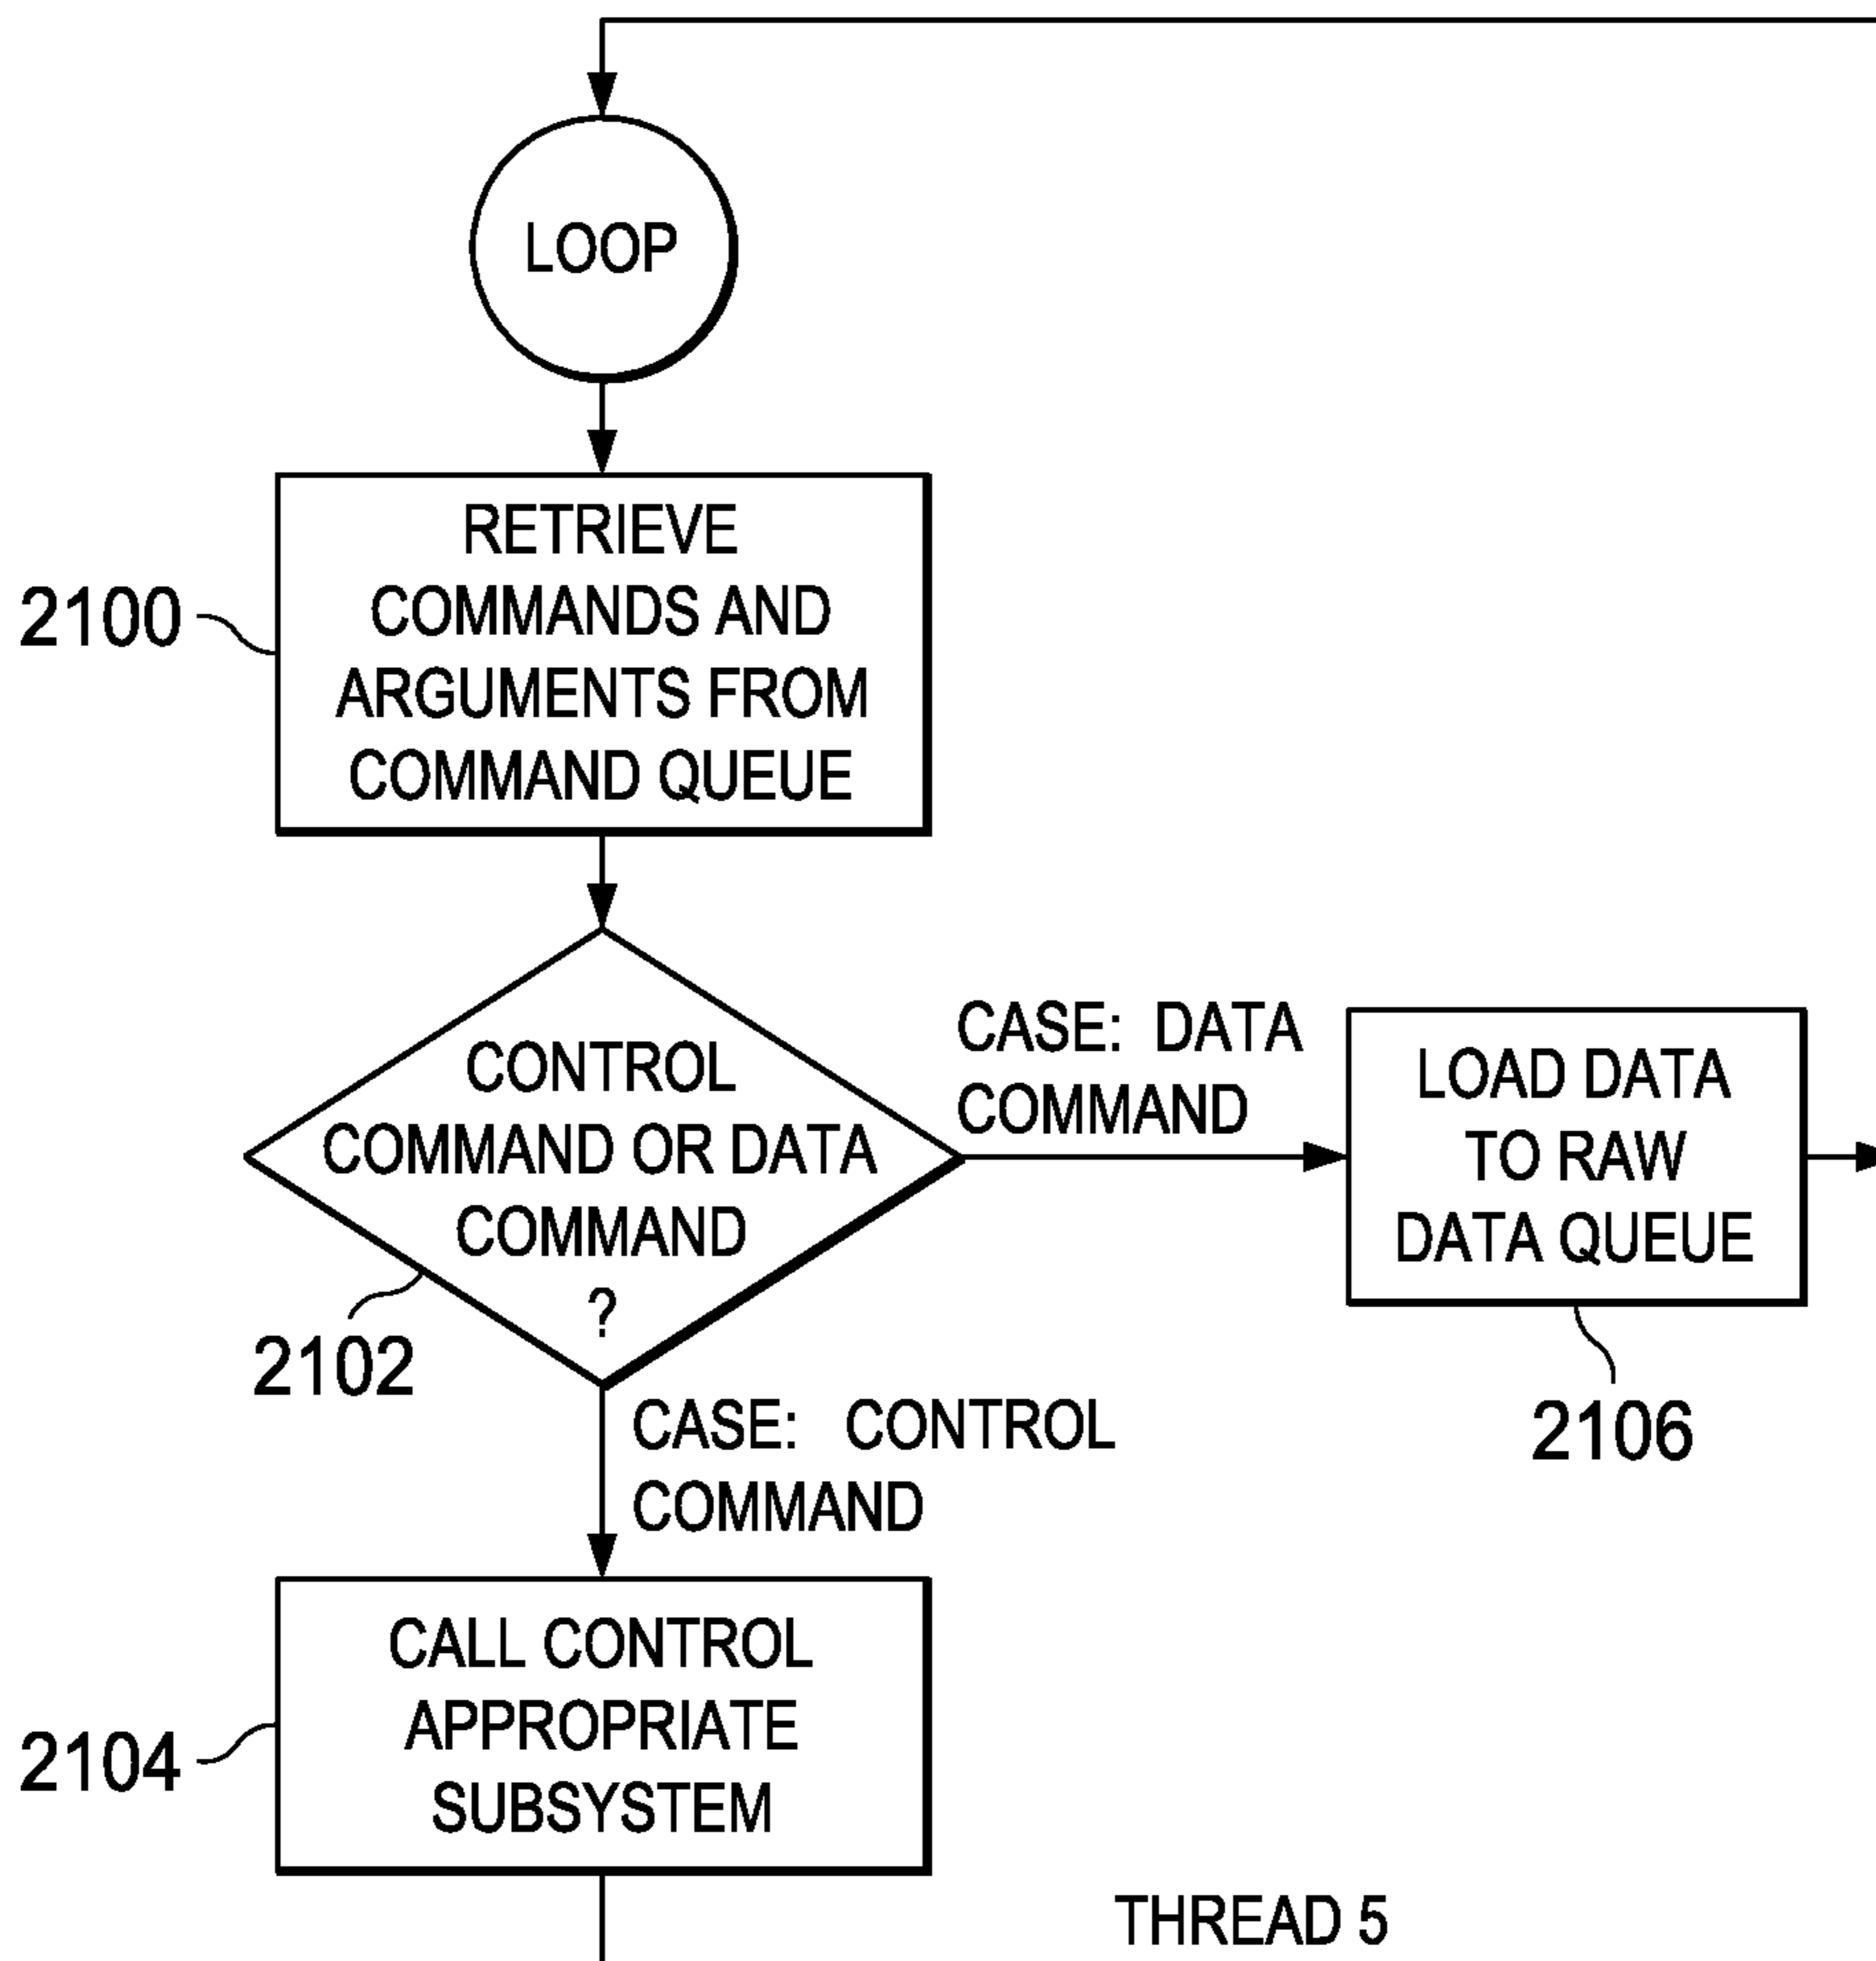 LOOP
RETRIEVE
COMMANDS AND
ARGUMENTS FROM
COMMAND QUEUE
2100
CONTROL
COMMAND OR DATA
COMMAND
?
2102
CASE: DATA
COMMAND
LOAD DATA
TO RAW
DATA QUEUE
2106
CASE: CONTROL
COMMAND
CALL CONTROL
APPROPRIATE
SUBSYSTEM
2104
THREAD 5